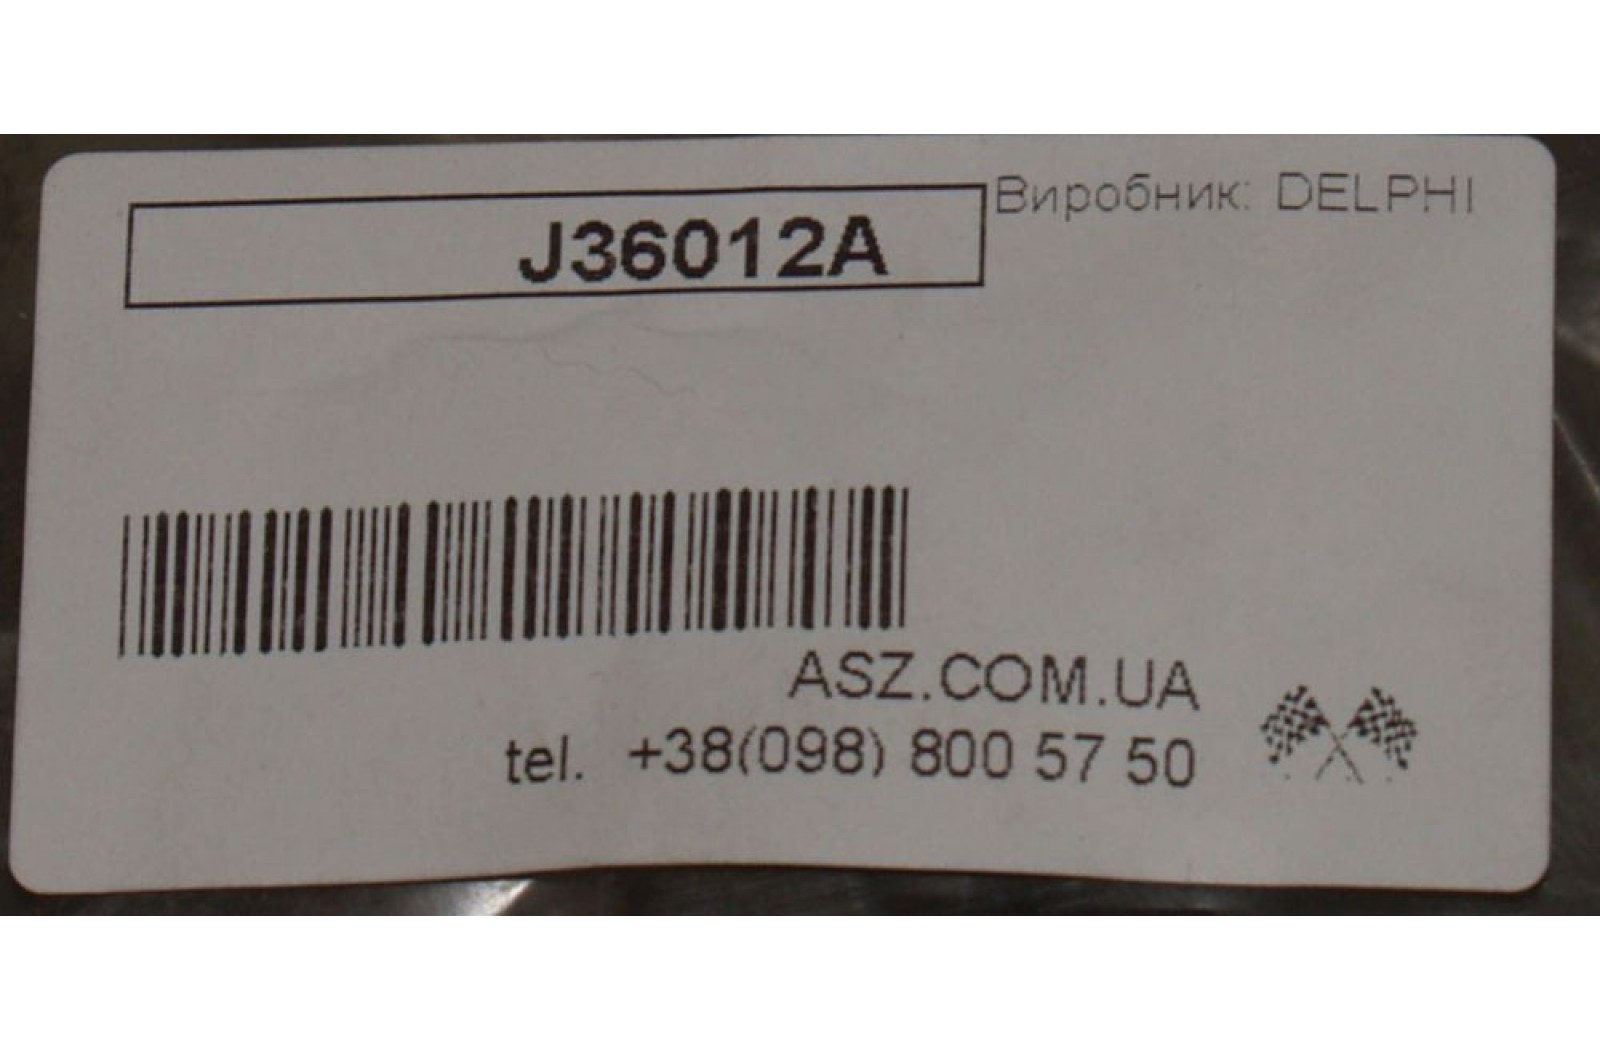 J36012A
Виробник: DELPHI
ASZ.COM.UA
tel. +38(098) 800 57 50